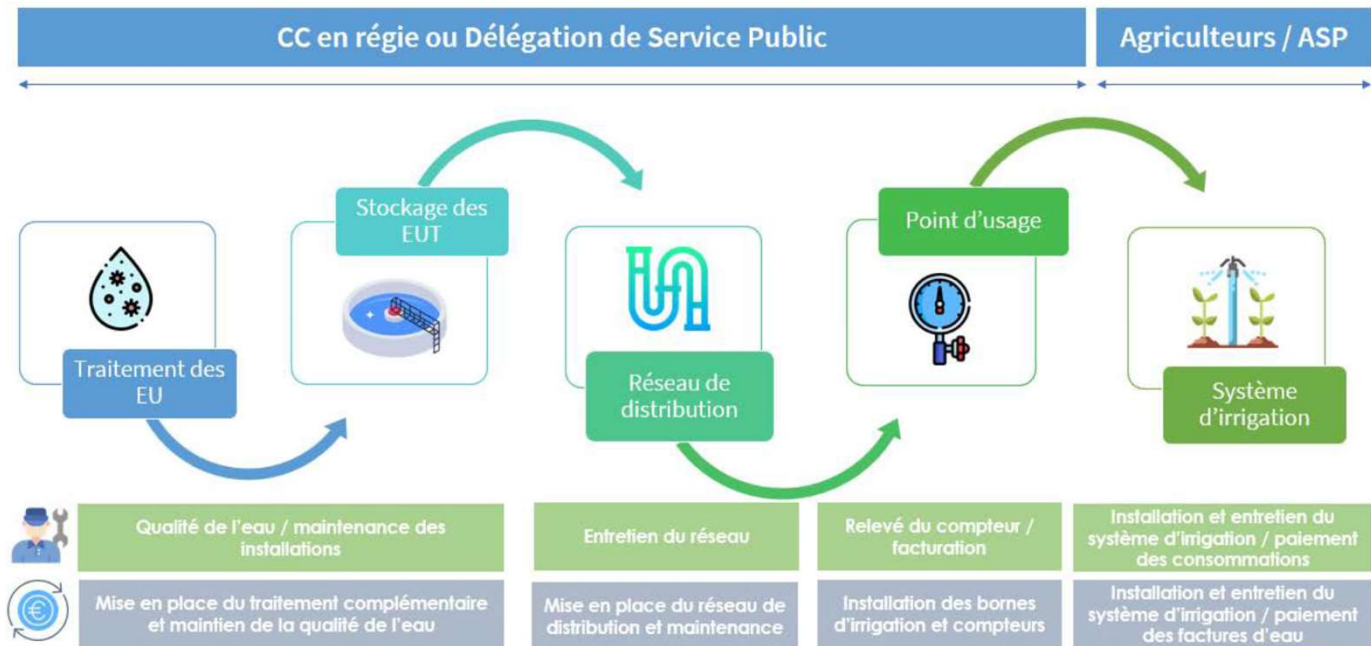 CC en régie ou Délégation de Service Public
Agriculteurs / ASP
Stockage des
EUT
Point d’usage
Traitement des
EU
Réseau de
distribution
Système
d’irrigation
Qualité de l’eau / maintenance des
installations
Entretien du réseau
Relevé du compteur /
facturation
Installation et entretien du
système d’irrigation / paiement
des consommations
€
Mise en place du traitement complémentaire
et maintien de la qualité de l’eau
Mise en place du réseau de
distribution et maintenance
Installation des bornes
d’irrigation et compteurs
Installation et entretien du
système d’irrigation / paiement
des factures d’eau